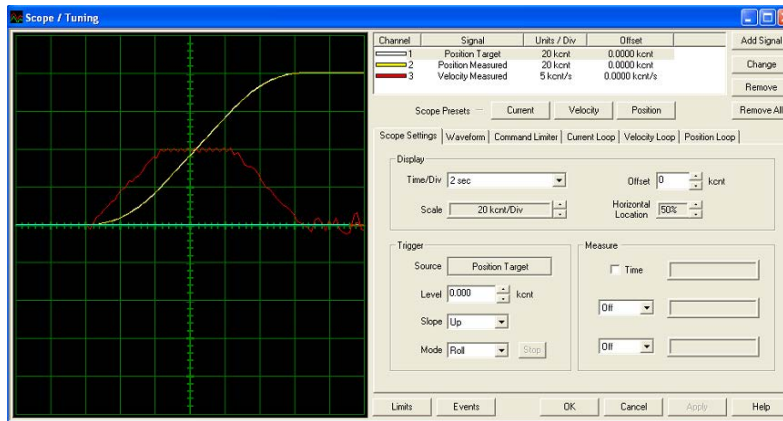 Scope / Tuning
Channel Signal Units / Div Offset
1 Position Target 20 kcnt 0.0000 kcnt
2 Position Measured 20 kcnt 0.0000 kcnt
3 Velocity Measured 5 kcnt/s 0.0000 kcnt/s
Add Signal
Change
Remove
Remove All
Scope Presets Current Velocity Position
Scope Settings Waveform Command Limiter Current Loop Velocity Loop Position Loop
Display
Time/Div 2 sec Offset 0 kcnt
Scale 20 kcnt/Div Horizontal Location 50%
Trigger
Source Position Target
Level 0.000 kcnt
Slope Up
Mode Roll Stop
Measure
Time
Off
Off
Limits Events OK Cancel Apply Help